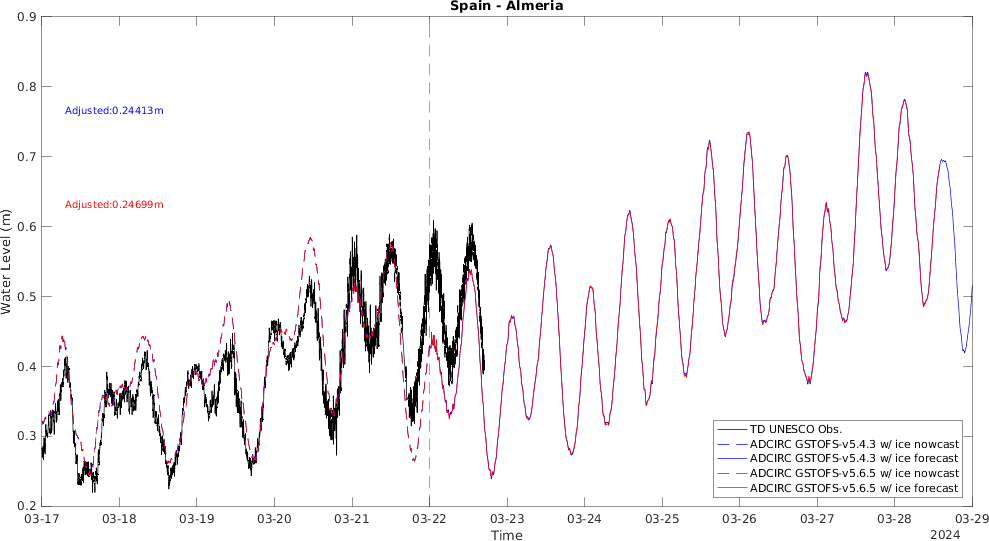 Spain - Almeria
0.9
0.8
0.7
0.6
0.5
0.4
0.3
0.2
Water Level (m)
Adjusted:0.24413m
Adjusted:0.24699m
TD UNESCO Obs.
ADCIRC GSTOFS-v5.4.3 w/ ice nowcast
ADCIRC GSTOFS-v5.4.3 w/ ice forecast
ADCIRC GSTOFS-v5.6.5 w/ ice nowcast
ADCIRC GSTOFS-v5.6.5 w/ ice forecast
03-17 03-18 03-19 03-20 03-21 03-22 03-23 03-24 03-25 03-26 03-27 03-28 03-29
Time
2024